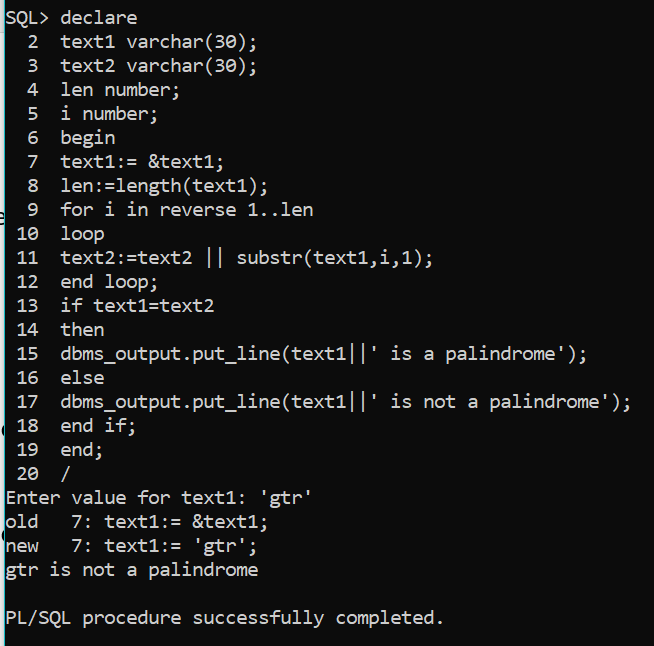 SQL> declare
  2  text1 varchar(30);
  3  text2 varchar(30);
  4  len number;
  5  i number;
  6  begin
  7  text1:= &text1;
  8  len:=length(text1);
  9  for i in reverse 1..len
 10  loop
 11  text2:=text2 || substr(text1,i,1);
 12  end loop;
 13  if text1=text2
 14  then
 15  dbms_output.put_line(text1||' is a palindrome');
 16  else
 17  dbms_output.put_line(text1||' is not a palindrome');
 18  end if;
 19  end;
 20  /
Enter value for text1: 'gtr'
old   7: text1:= &text1;
new   7: text1:= 'gtr';
gtr is not a palindrome
PL/SQL procedure successfully completed.